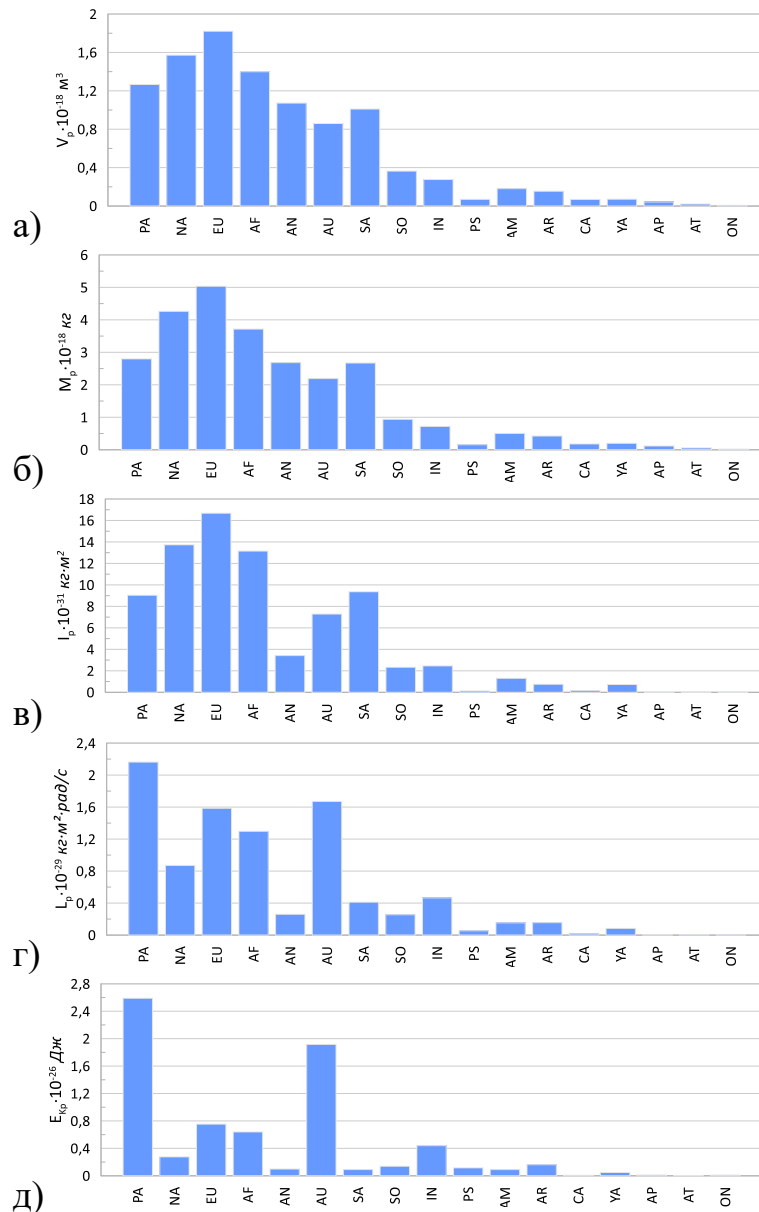 2
1,6
1,2
0,8
0,4
0
Vₚ·10⁻¹⁸ м³
PA NA EU AF AN AU SA SO IN PS AM AR CA YA AP AT ON
а)
6
5
4
3
2
1
0
Mₚ·10⁻¹⁸ кг
PA NA EU AF AN AU SA SO IN PS AM AR CA YA AP AT ON
б)
18
16
14
12
10
8
6
4
2
0
Iₚ·10⁻³¹ кг·м²
PA NA EU AF AN AU SA SO IN PS AM AR CA YA AP AT ON
в)
2,4
2
1,6
1,2
0,8
0,4
0
Lₚ·10⁻²⁹ кг·м²·рад/с
PA NA EU AF AN AU SA SO IN PS AM AR CA YA AP AT ON
г)
2,8
2,4
2
1,6
1,2
0,8
0,4
0
Eₖₚ·10⁻²⁶ Дж
PA NA EU AF AN AU SA SO IN PS AM AR CA YA AP AT ON
д)